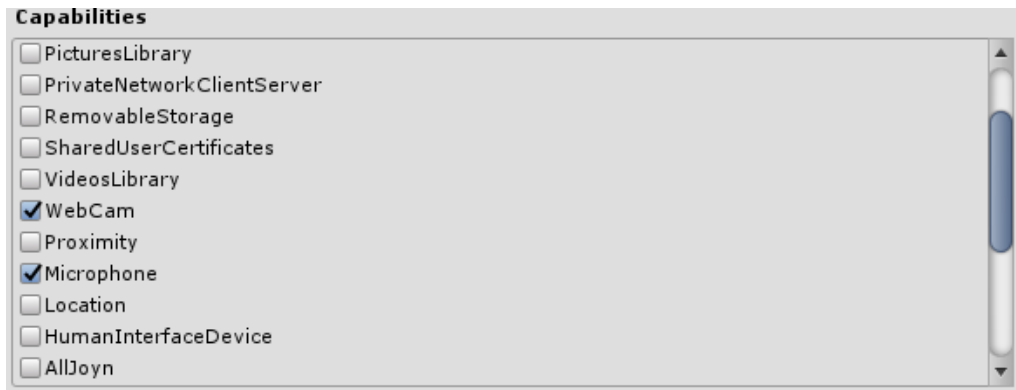 Capabilities
PicturesLibrary
PrivateNetworkClientServer
RemovableStorage
SharedUserCertificates
VideosLibrary
WebCam
Proximity
Microphone
Location
HumanInterfaceDevice
AllJoyn